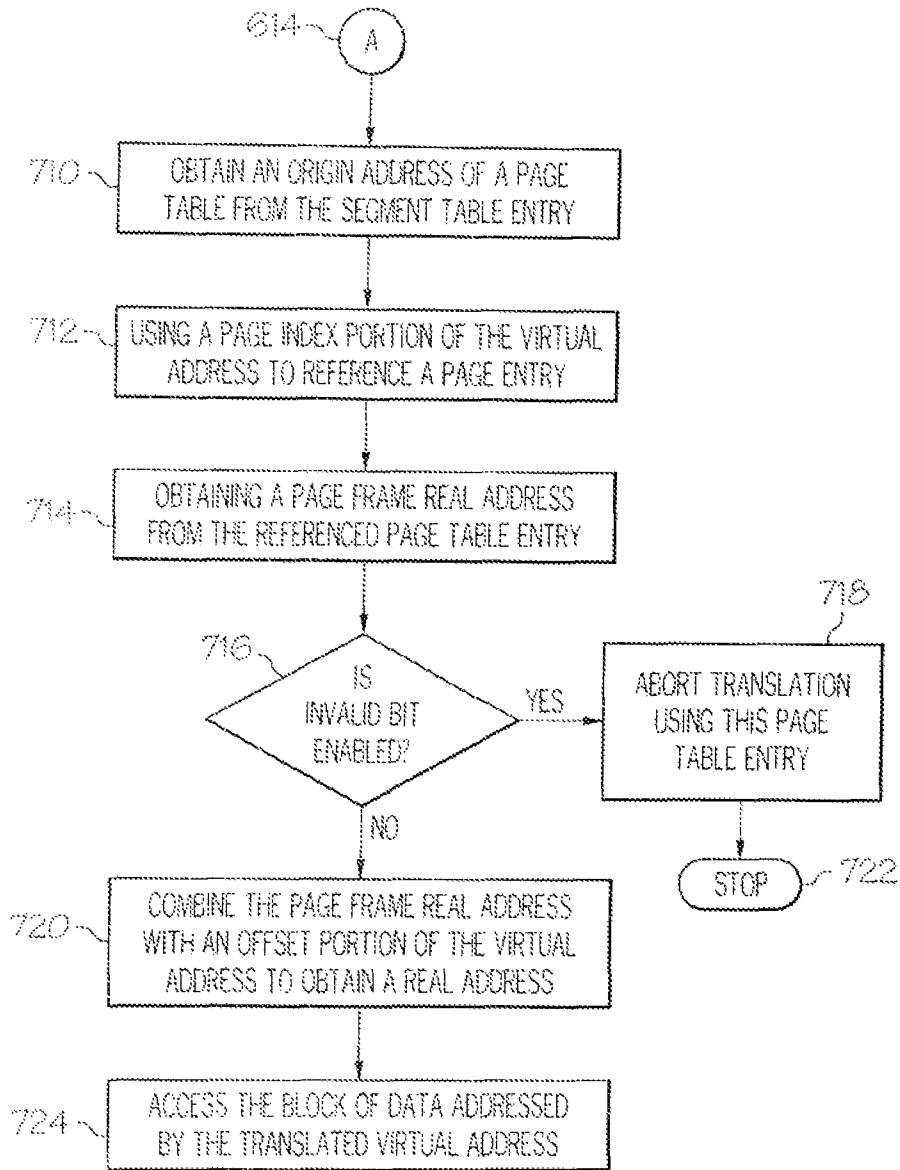 614
A
710
OBTAIN AN ORIGIN ADDRESS OF A PAGE
TABLE FROM THE SEGMENT TABLE ENTRY
712
USING A PAGE INDEX PORTION OF THE VIRTUAL
ADDRESS TO REFERENCE A PAGE ENTRY
714
OBTAINING A PAGE FRAME REAL ADDRESS
FROM THE REFERENCED PAGE TABLE ENTRY
716
IS
INVALID BIT
ENABLED?
YES
718
ABORT TRANSLATION
USING THIS PAGE
TABLE ENTRY
NO
STOP
722
720
COMBINE THE PAGE FRAME REAL ADDRESS
WITH AN OFFSET PORTION OF THE VIRTUAL
ADDRESS TO OBTAIN A REAL ADDRESS
724
ACCESS THE BLOCK OF DATA ADDRESSED
BY THE TRANSLATED VIRTUAL ADDRESS